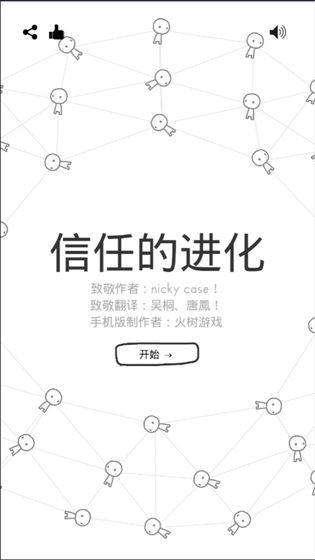 信任的进化
致敬作者：nicky case！
致敬翻译：吴桐、唐鳳！
手机版制作者：火树游戏
开始 →